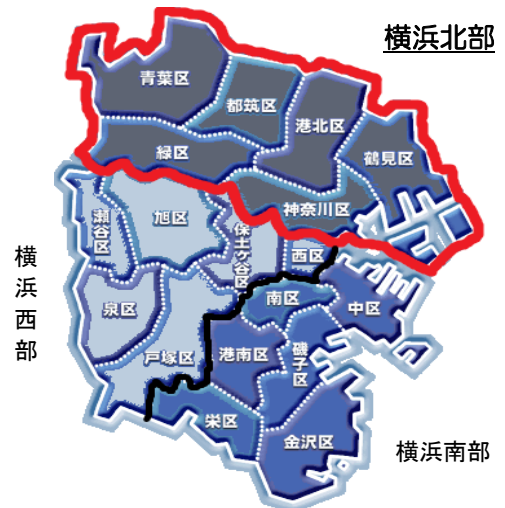 横浜北部
青葉区
都筑区
港北区
緑区
鶴見区
神奈川区
瀬谷区
旭区
保土ケ谷区
西区
横浜西部
泉区
南区
中区
戸塚区
港南区
磯子区
栄区
金沢区
横浜南部